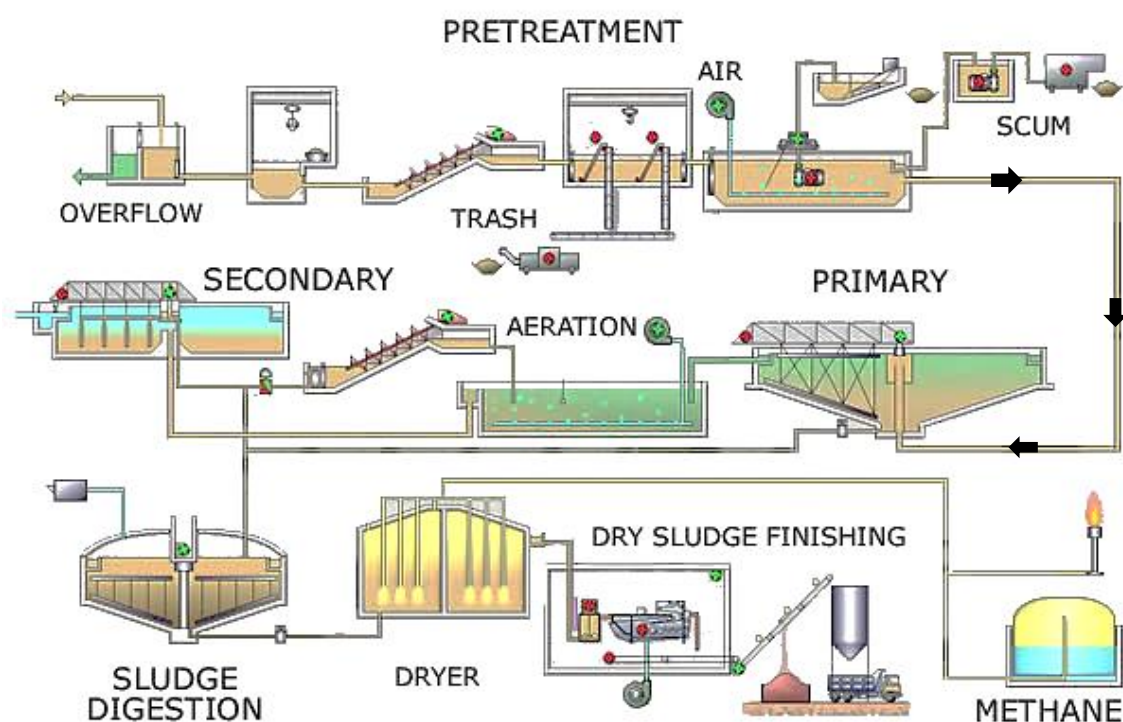 PRETREATMENT
AIR
SCUM
OVERFLOW
TRASH
SECONDARY
PRIMARY
AERATION
DRY SLUDGE FINISHING
SLUDGE
DIGESTION
DRYER
METHANE